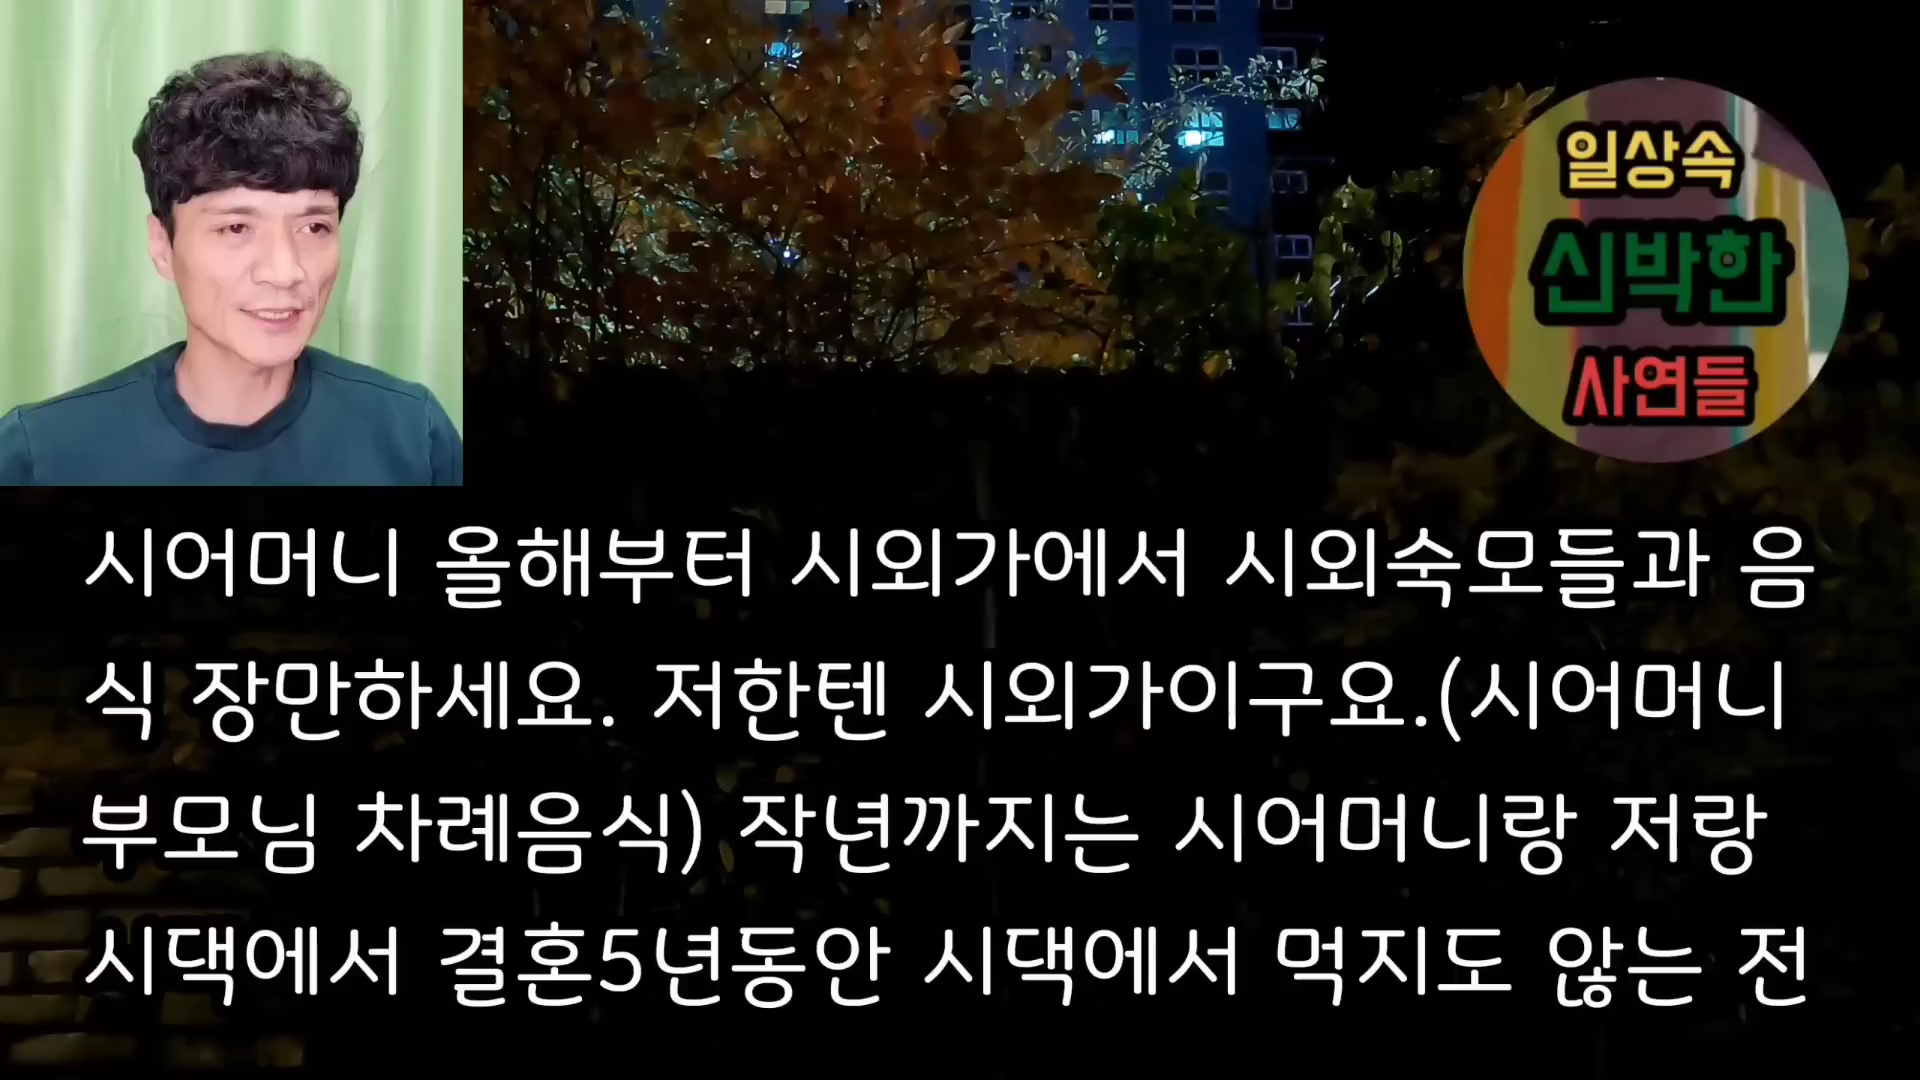 일상속
신박한
사연들
시어머니 올해부터 시외가에서 시외숙모들과 음
식 장만하세요. 저한텐 시외가이구요.(시어머니
부모님 차례음식) 작년까지는 시어머니랑 저랑
시댁에서 결혼5년동안 시댁에서 먹지도 않는 전